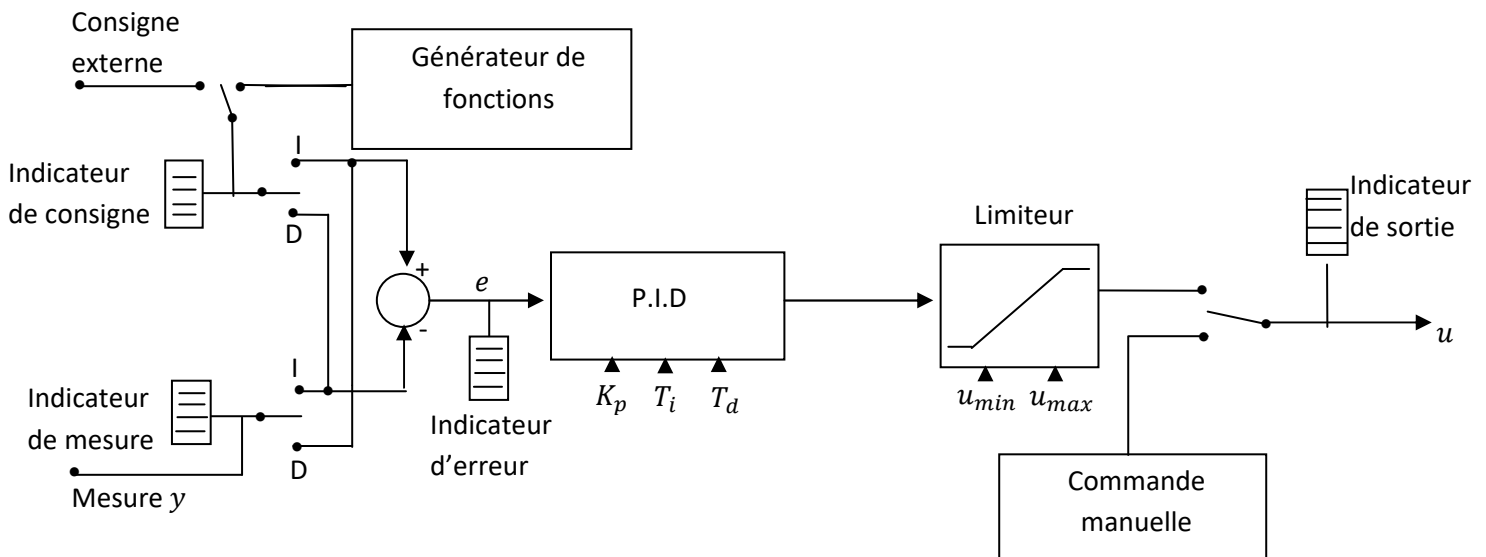 Consigne
externe
Générateur de
fonctions
I
Indicateur
de consigne
D
Limiteur
Indicateur
de sortie
+
e
-
P.I.D
u
I
Indicateur
de mesure
D
Mesure y
K_p T_i T_d
Indicateur
d’erreur
u_min u_max
Commande
manuelle